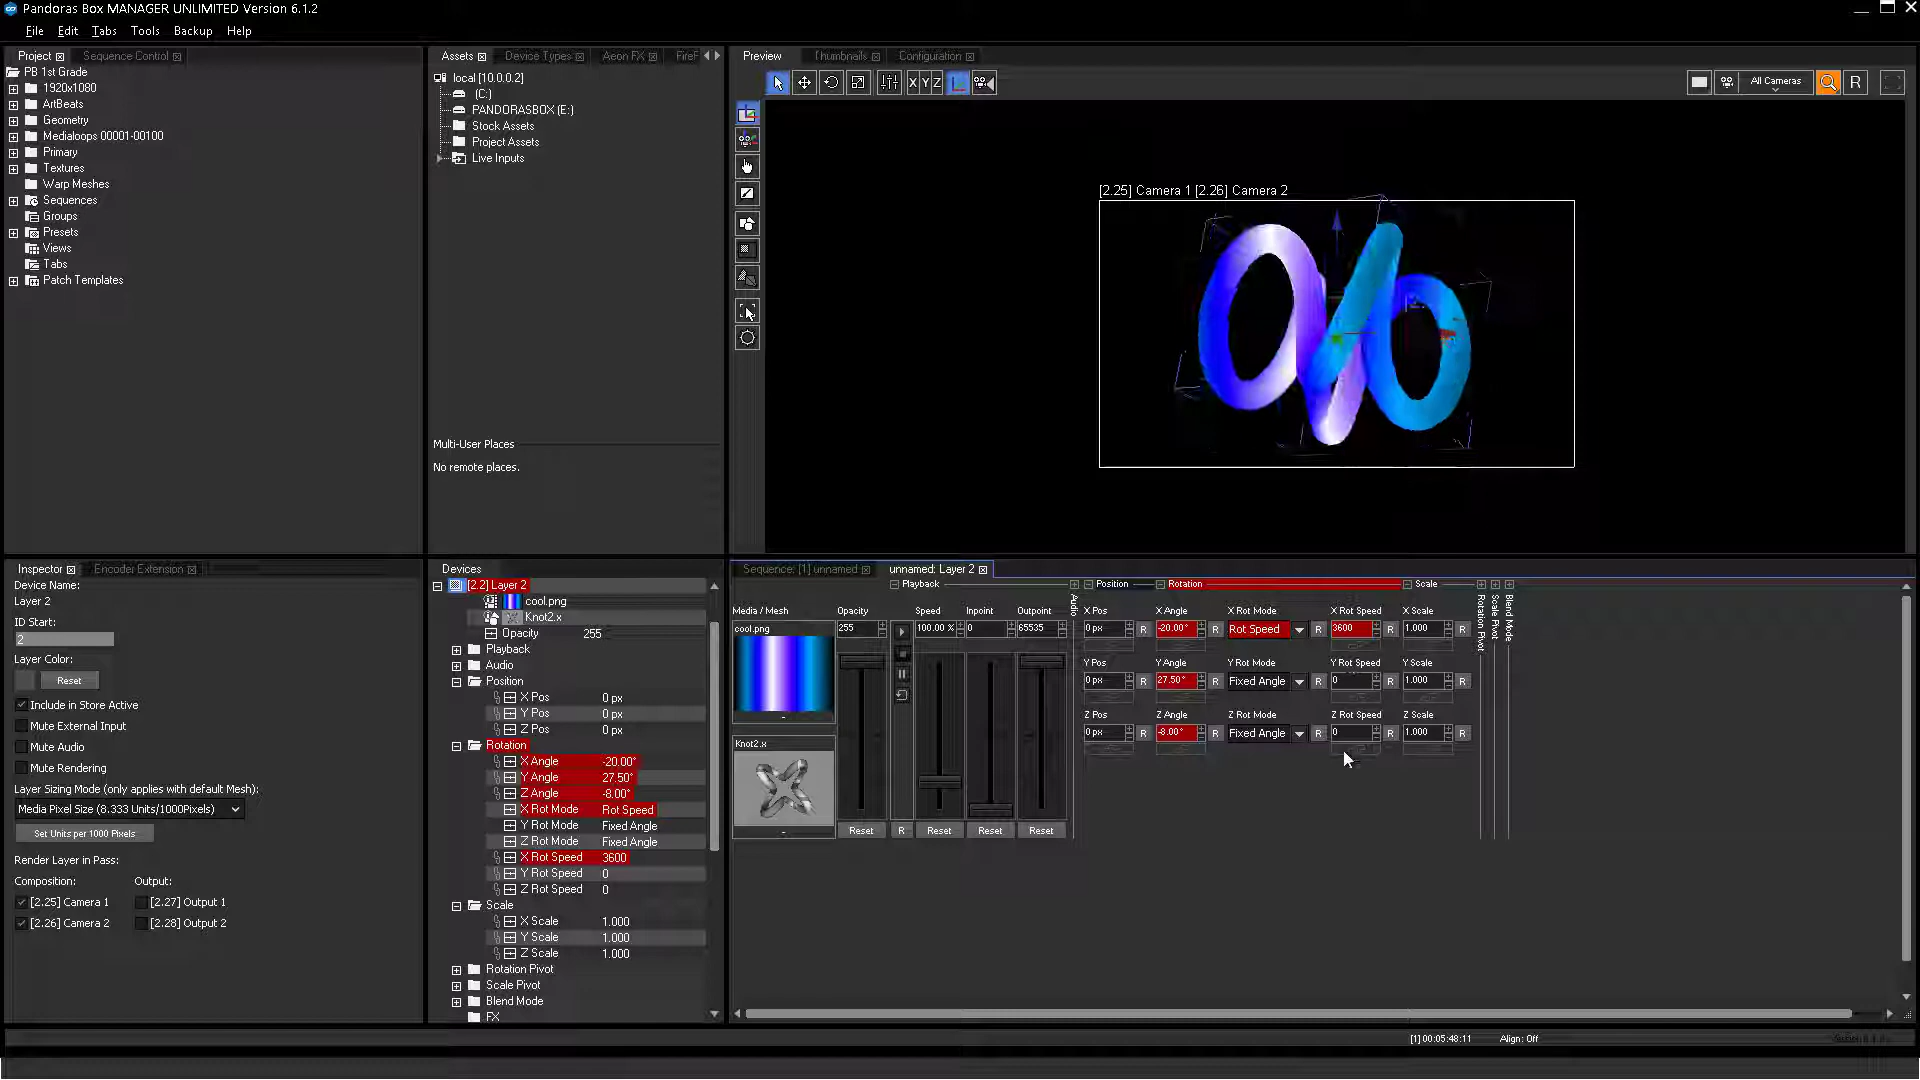 Pandoras Box MANAGER UNLIMITED Version 6.1.2
File Edit Tabs Tools Backup Help
Project Sequence Control
PB 1st Grade
1920x1080
ArtBeats
Geometry
Medialoops 00001-00100
Primary
Textures
Warp Meshes
Sequences
Groups
Presets
Views
Tabs
Patch Templates
Assets Device Types Aeon FX FireF
local [10.0.0.2]
(C:)
PANDORASBOX (E:)
Stock Assets
Project Assets
Live Inputs
Multi-User Places
No remote places.
Preview Thumbnails Configuration
X Y Z
All Cameras
R
[2.25] Camera 1 [2.26] Camera 2
Inspector Encoder Extension
Device Name:
Layer 2
ID Start:
2
Layer Color:
Reset
Include in Store Active
Mute External Input
Mute Audio
Mute Rendering
Layer Sizing Mode (only applies with default Mesh):
Media Pixel Size (8.333 Units/1000Pixels)
Set Units per 1000 Pixels
Render Layer in Pass:
Composition: Output:
[2.25] Camera 1 [2.27] Output 1
[2.26] Camera 2 [2.28] Output 2
Devices
[2.2] Layer 2
cool.png
Knot2.x
Opacity 255
Playback
Audio
Position
X Pos 0 px
Y Pos 0 px
Z Pos 0 px
Rotation
X Angle -20.00°
Y Angle 27.50°
Z Angle -8.00°
X Rot Mode Rot Speed
Y Rot Mode Fixed Angle
Z Rot Mode Fixed Angle
X Rot Speed 3600
Y Rot Speed 0
Z Rot Speed 0
Scale
X Scale 1.000
Y Scale 1.000
Z Scale 1.000
Rotation Pivot
Scale Pivot
Blend Mode
FX
Sequence: [1] unnamed unnamed: Layer 2
Playback Position Rotation Scale
Media / Mesh Opacity Speed Inpoint Outpoint Audio X Pos X Angle X Rot Mode X Rot Speed X Scale
cool.png 255 100.00 % 0 65535 0 px R -20.00° R Rot Speed R 3600 R 1.000 R
Y Pos Y Angle Y Rot Mode Y Rot Speed Y Scale
0 px R 27.50° R Fixed Angle R 0 R 1.000 R
Z Pos Z Angle Z Rot Mode Z Rot Speed Z Scale
0 px R -8.00° R Fixed Angle R 0 R 1.000 R
Knot2.x
Reset R Reset Reset Reset
Rotation Pivot
Scale Pivot
Blend Mode
[1] 00:05:48:11 Align: Off